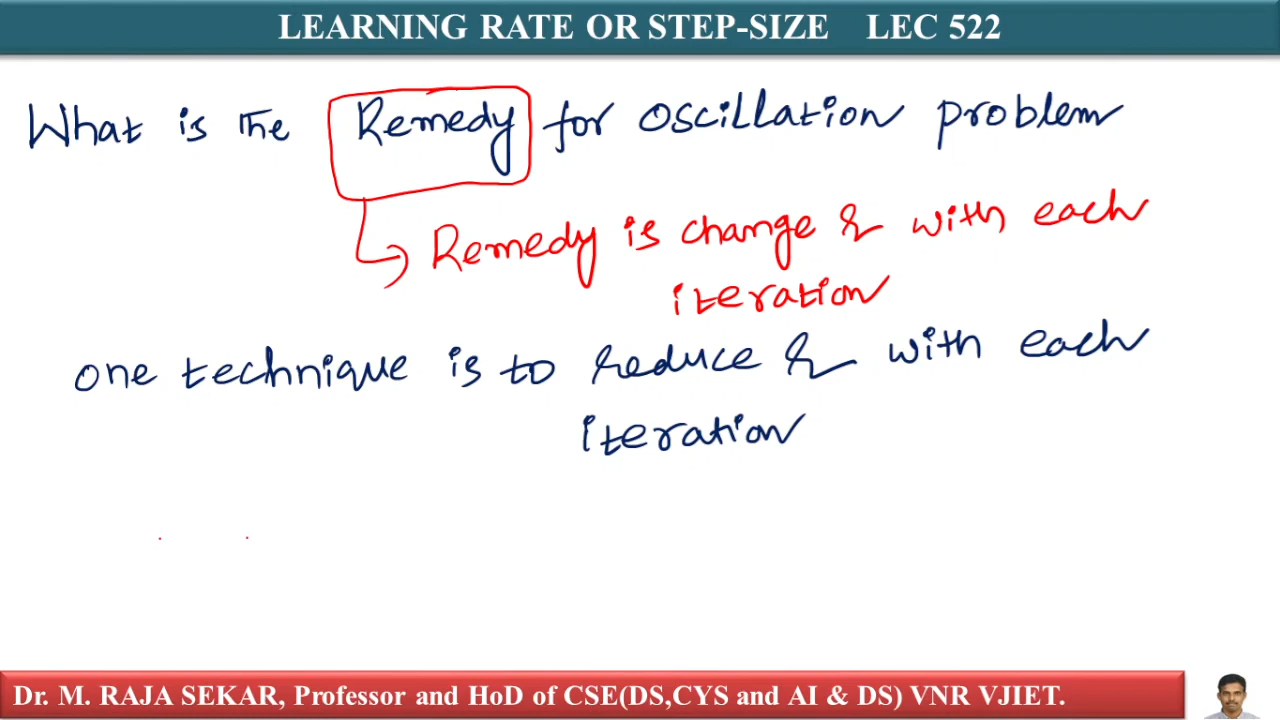 LEARNING RATE OR STEP-SIZE LEC 522
What is the Remedy for oscillation problem
Remedy is change r with each
iteration
one technique is to reduce r with each
iteration
Dr. M. RAJA SEKAR, Professor and HoD of CSE(DS,CYS and AI & DS) VNR VJIET.